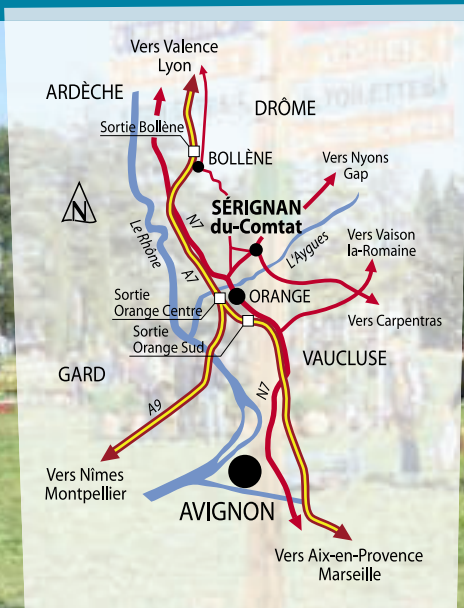 Vers Valence
Lyon
ARDÈCHE
DRÔME
Sortie Bollène
BOLLÈNE
Vers Nyons
Gap
N
SÉRIGNAN
du-Comtat
N7
Le Rhône
A7
L'Aygues
Vers Vaison
la-Romaine
Sortie
Orange Centre
ORANGE
Vers Carpentras
Sortie
Orange Sud
VAUCLUSE
GARD
A9
N7
Vers Nîmes
Montpellier
AVIGNON
Vers Aix-en-Provence
Marseille